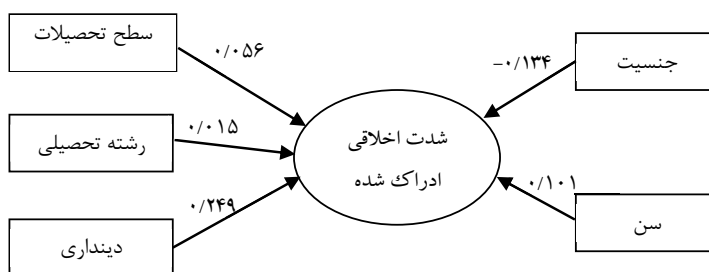 سطح تحصیلات
۰/۰۵۶
جنسیت
-۰/۱۳۴
رشته تحصیلی
۰/۰۱۵
شدت اخلاقی
ادراک شده
دینداری
۰/۲۴۹
سن
۰/۱۰۱